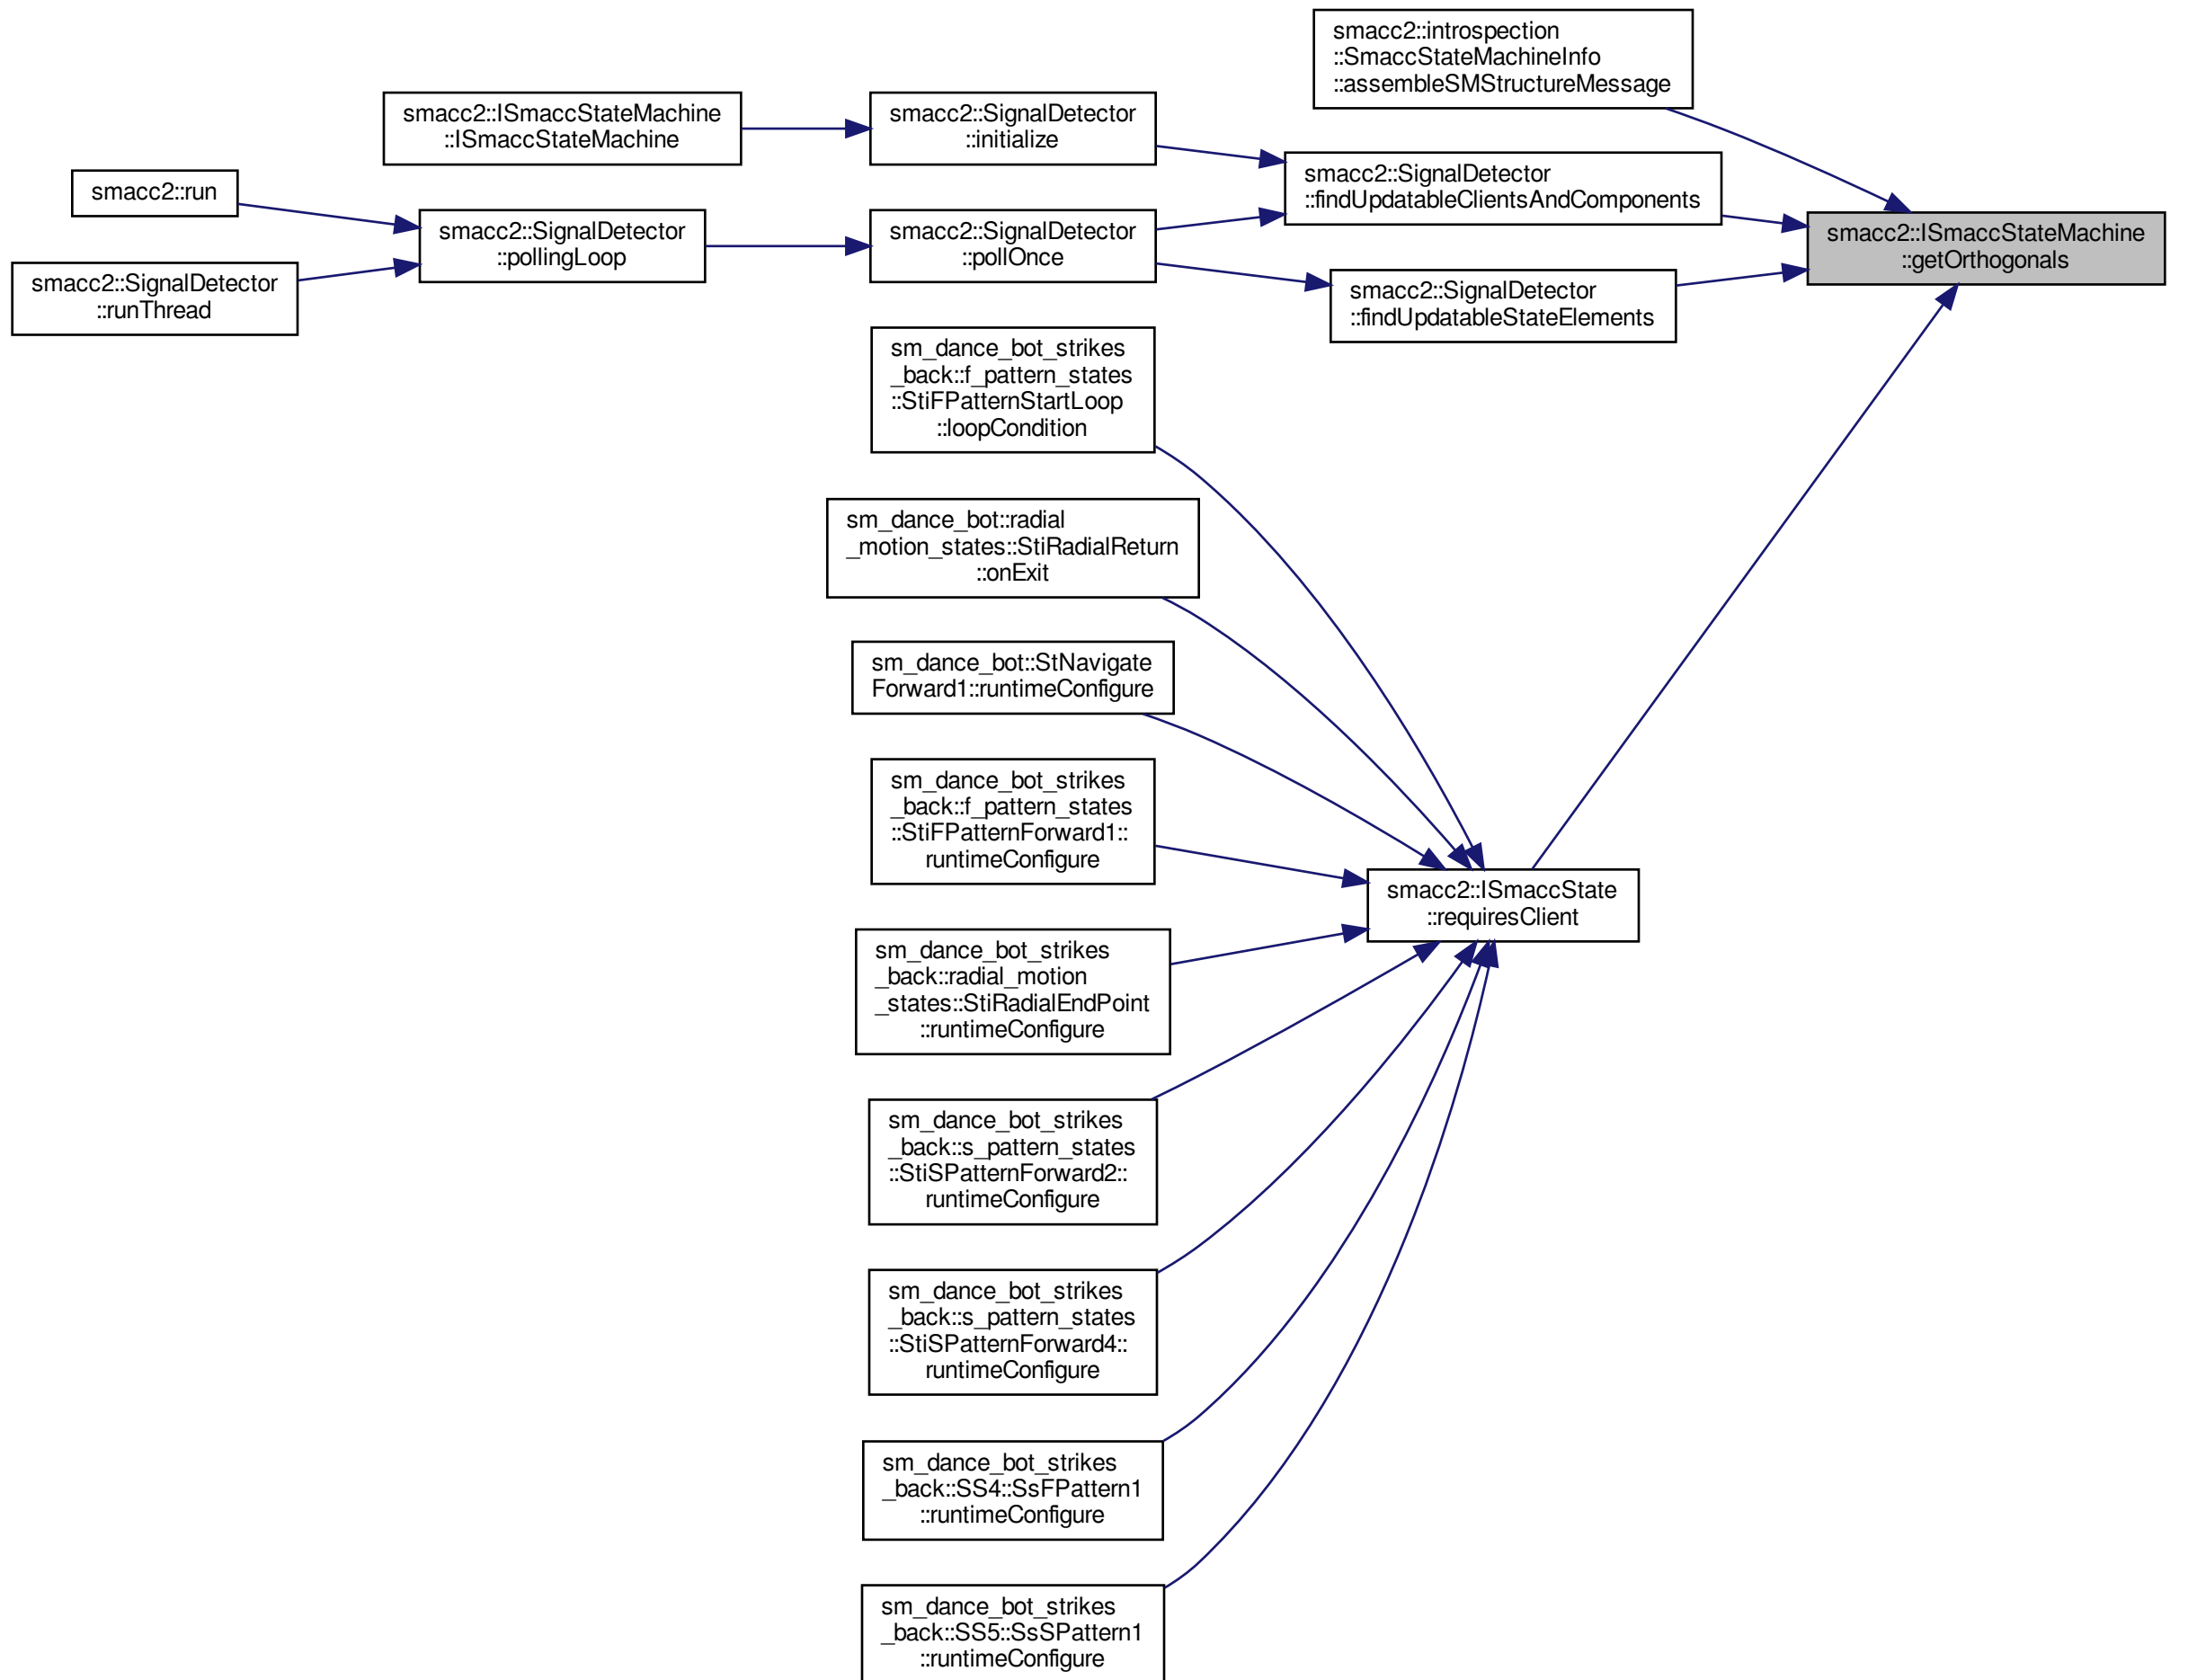 smacc2::introspection
::SmaccStateMachineInfo
::assembleSMStructureMessage
smacc2::ISmaccStateMachine
::ISmaccStateMachine
smacc2::SignalDetector
::initialize
smacc2::SignalDetector
::findUpdatableClientsAndComponents
smacc2::run
smacc2::SignalDetector
::pollingLoop
smacc2::SignalDetector
::pollOnce
smacc2::ISmaccStateMachine
::getOrthogonals
smacc2::SignalDetector
::runThread
smacc2::SignalDetector
::findUpdatableStateElements
sm_dance_bot_strikes
_back::f_pattern_states
::StiFPatternStartLoop
::loopCondition
sm_dance_bot::radial
_motion_states::StiRadialReturn
::onExit
sm_dance_bot::StNavigate
Forward1::runtimeConfigure
sm_dance_bot_strikes
_back::f_pattern_states
::StiFPatternForward1::
runtimeConfigure
smacc2::ISmaccState
::requiresClient
sm_dance_bot_strikes
_back::radial_motion
_states::StiRadialEndPoint
::runtimeConfigure
sm_dance_bot_strikes
_back::s_pattern_states
::StiSPatternForward2::
runtimeConfigure
sm_dance_bot_strikes
_back::s_pattern_states
::StiSPatternForward4::
runtimeConfigure
sm_dance_bot_strikes
_back::SS4::SsFPattern1
::runtimeConfigure
sm_dance_bot_strikes
_back::SS5::SsSPattern1
::runtimeConfigure